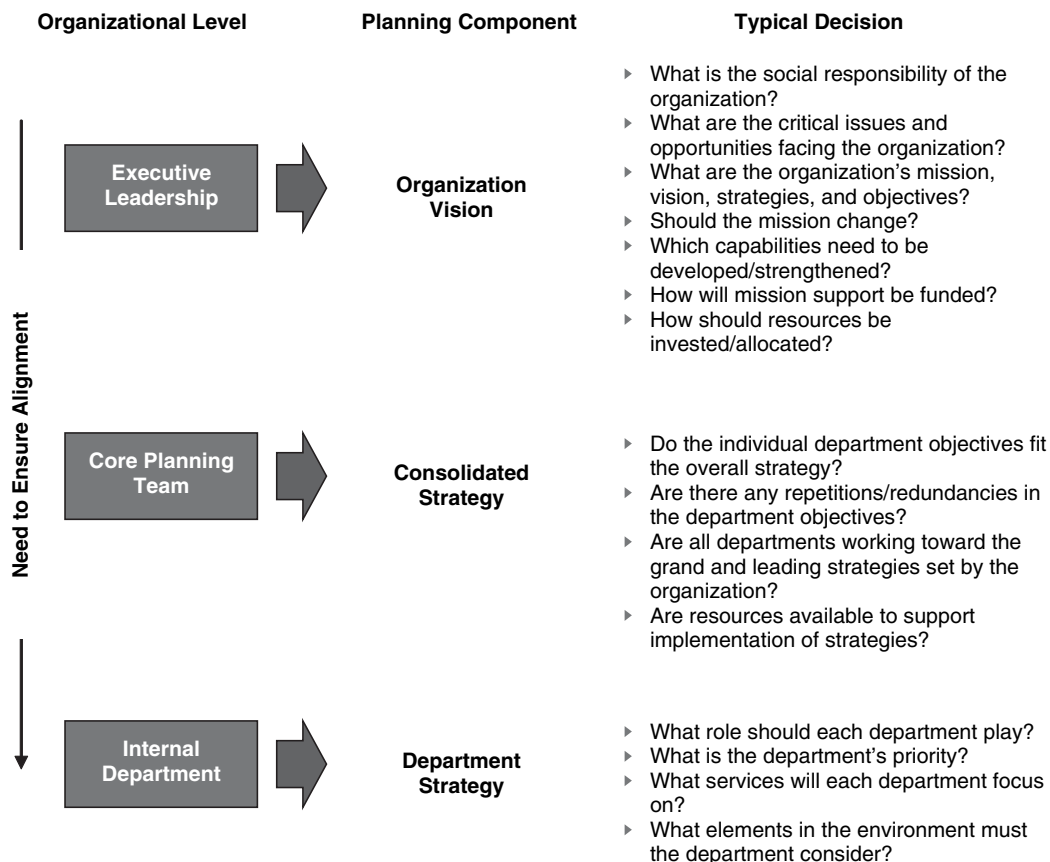 Organizational Level
Planning Component
Typical Decision
Need to Ensure Alignment
Executive
Leadership
Organization
Vision
▸ What is the social responsibility of the
organization?
▸ What are the critical issues and
opportunities facing the organization?
▸ What are the organization’s mission,
vision, strategies, and objectives?
▸ Should the mission change?
▸ Which capabilities need to be
developed/strengthened?
▸ How will mission support be funded?
▸ How should resources be
invested/allocated?
Core Planning
Team
Consolidated
Strategy
▸ Do the individual department objectives fit
the overall strategy?
▸ Are there any repetitions/redundancies in
the department objectives?
▸ Are all departments working toward the
grand and leading strategies set by the
organization?
▸ Are resources available to support
implementation of strategies?
Internal
Department
Department
Strategy
▸ What role should each department play?
▸ What is the department’s priority?
▸ What services will each department focus
on?
▸ What elements in the environment must
the department consider?